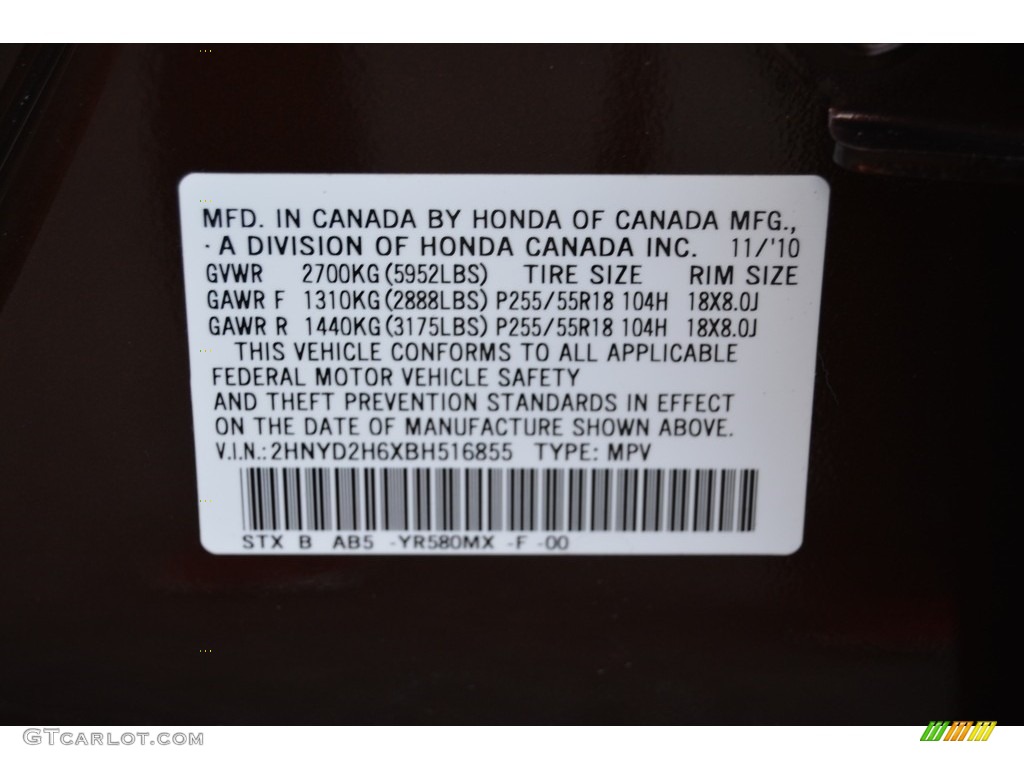 MFD. IN CANADA BY HONDA OF CANADA MFG.,
· A DIVISION OF HONDA CANADA INC. 11/'10
GVWR 2700KG (5952LBS) TIRE SIZE RIM SIZE
GAWR F 1310KG (2888LBS) P255/55R18 104H 18X8.0J
GAWR R 1440KG (3175LBS) P255/55R18 104H 18X8.0J
THIS VEHICLE CONFORMS TO ALL APPLICABLE
FEDERAL MOTOR VEHICLE SAFETY
AND THEFT PREVENTION STANDARDS IN EFFECT
ON THE DATE OF MANUFACTURE SHOWN ABOVE.
V.I.N.: 2HNYD2H6XBH516855 TYPE: MPV
STX B AB5 -YR580MX -F -00
GTCARLOT.COM